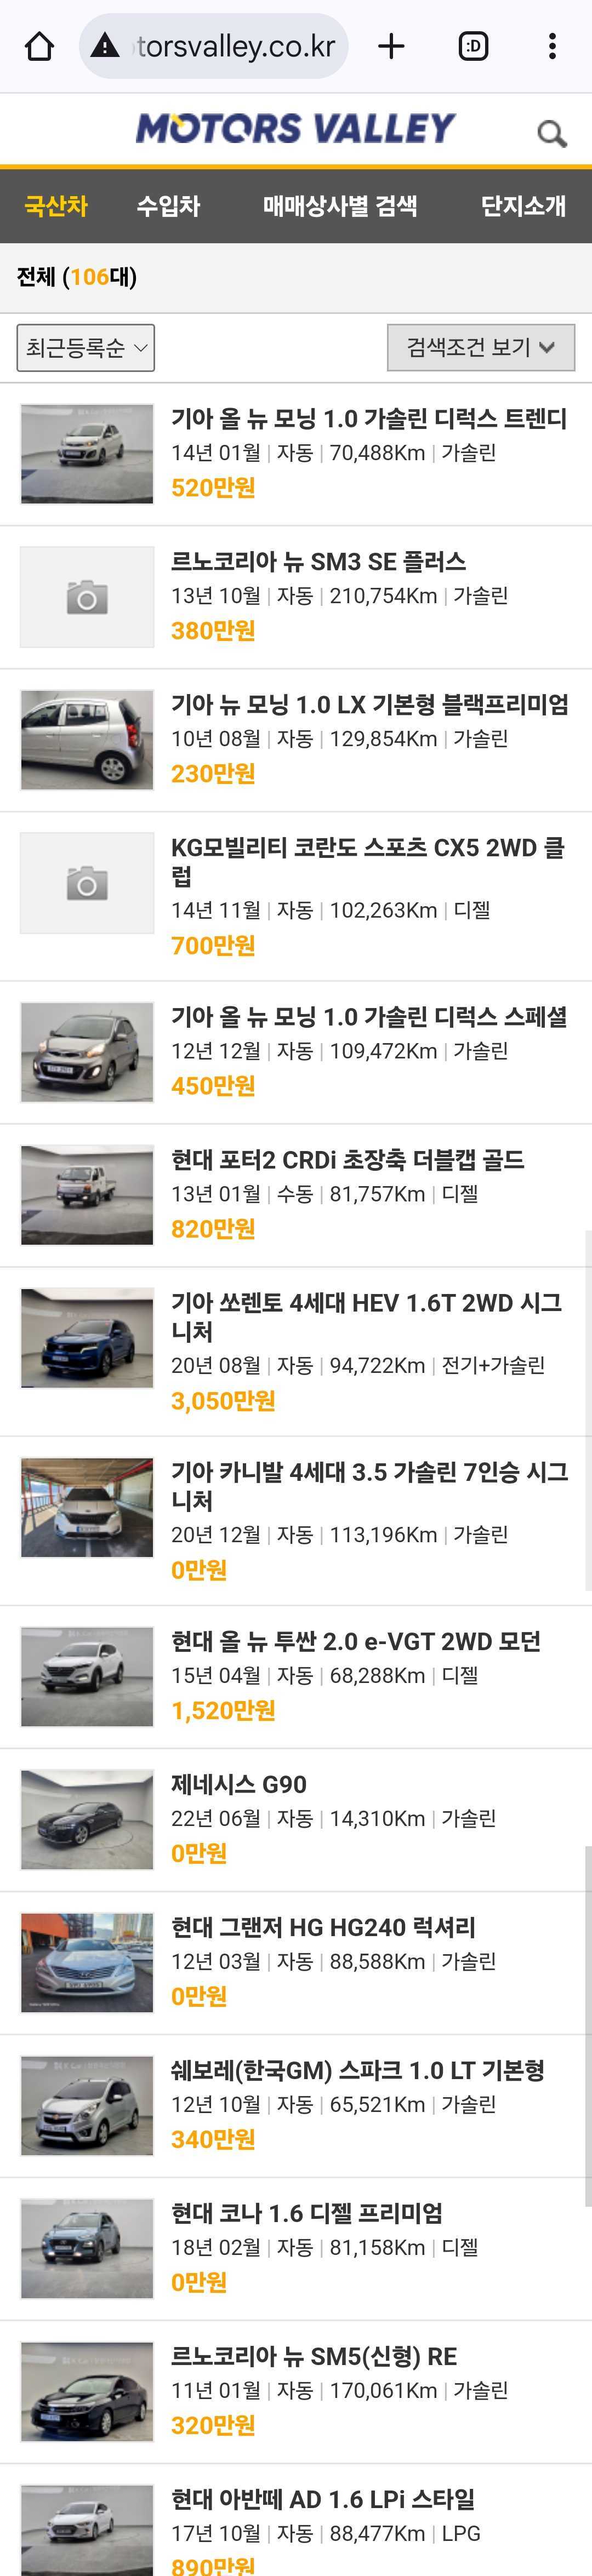 torsvalley.co.kr
:D
MOTORS VALLEY
국산차 수입차 매매상사별 검색 단지소개
전체 (106대)
최근등록순 검색조건 보기
기아 올 뉴 모닝 1.0 가솔린 디럭스 트렌디
14년 01월 | 자동 | 70,488Km | 가솔린
520만원
르노코리아 뉴 SM3 SE 플러스
13년 10월 | 자동 | 210,754Km | 가솔린
380만원
기아 뉴 모닝 1.0 LX 기본형 블랙프리미엄
10년 08월 | 자동 | 129,854Km | 가솔린
230만원
KG모빌리티 코란도 스포츠 CX5 2WD 클
럽
14년 11월 | 자동 | 102,263Km | 디젤
700만원
기아 올 뉴 모닝 1.0 가솔린 디럭스 스페셜
12년 12월 | 자동 | 109,472Km | 가솔린
450만원
현대 포터2 CRDi 초장축 더블캡 골드
13년 01월 | 수동 | 81,757Km | 디젤
820만원
기아 쏘렌토 4세대 HEV 1.6T 2WD 시그
니처
20년 08월 | 자동 | 94,722Km | 전기+가솔린
3,050만원
기아 카니발 4세대 3.5 가솔린 7인승 시그
니처
20년 12월 | 자동 | 113,196Km | 가솔린
0만원
현대 올 뉴 투싼 2.0 e-VGT 2WD 모던
15년 04월 | 자동 | 68,288Km | 디젤
1,520만원
제네시스 G90
22년 06월 | 자동 | 14,310Km | 가솔린
0만원
현대 그랜저 HG HG240 럭셔리
12년 03월 | 자동 | 88,588Km | 가솔린
0만원
쉐보레(한국GM) 스파크 1.0 LT 기본형
12년 10월 | 자동 | 65,521Km | 가솔린
340만원
현대 코나 1.6 디젤 프리미엄
18년 02월 | 자동 | 81,158Km | 디젤
0만원
르노코리아 뉴 SM5(신형) RE
11년 01월 | 자동 | 170,061Km | 가솔린
320만원
현대 아반떼 AD 1.6 LPi 스타일
17년 10월 | 자동 | 88,477Km | LPG
890만원